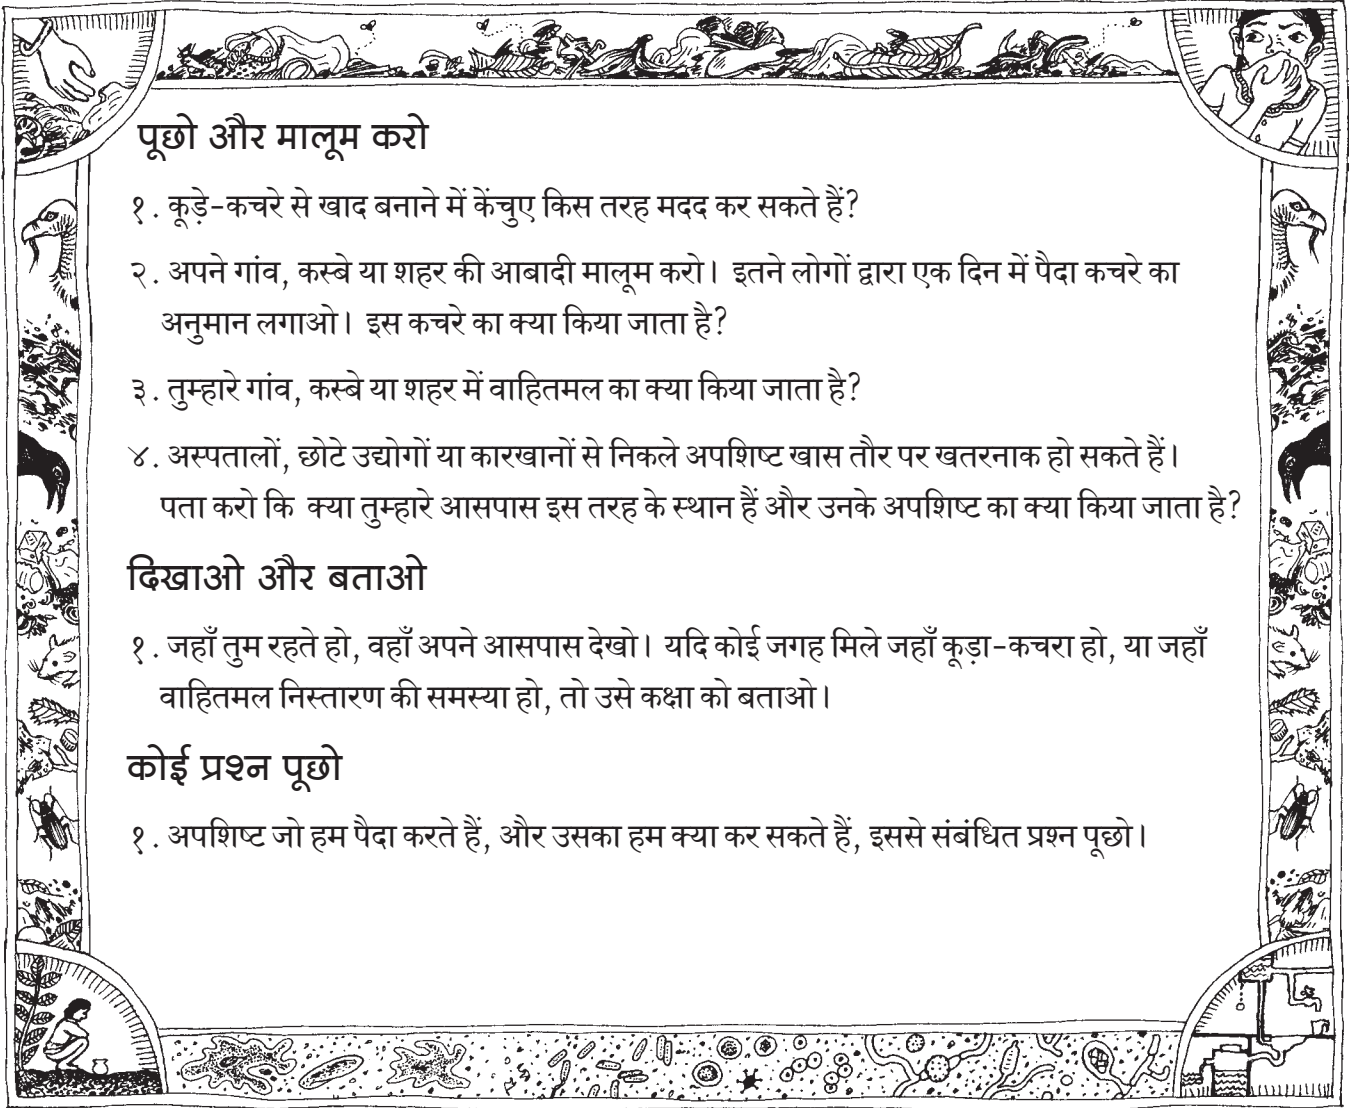 पूछो और मालूम करो
१. कूड़े-कचरे से खाद बनाने में केंचुए किस तरह मदद कर सकते हैं?
२. अपने गांव, कस्बे या शहर की आबादी मालूम करो। इतने लोगों द्वारा एक दिन में पैदा कचरे का
अनुमान लगाओ। इस कचरे का क्या किया जाता है?
३. तुम्हारे गांव, कस्बे या शहर में वाहितमल का क्या किया जाता है?
४. अस्पतालों, छोटे उद्योगों या कारखानों से निकले अपशिष्ट खास तौर पर खतरनाक हो सकते हैं।
पता करो कि क्या तुम्हारे आसपास इस तरह के स्थान हैं और उनके अपशिष्ट का क्या किया जाता है?
दिखाओ और बताओ
१. जहाँ तुम रहते हो, वहाँ अपने आसपास देखो। यदि कोई जगह मिले जहाँ कूड़ा-कचरा हो, या जहाँ
वाहितमल निस्तारण की समस्या हो, तो उसे कक्षा को बताओ।
कोई प्रश्न पूछो
१. अपशिष्ट जो हम पैदा करते हैं, और उसका हम क्या कर सकते हैं, इससे संबंधित प्रश्न पूछो।